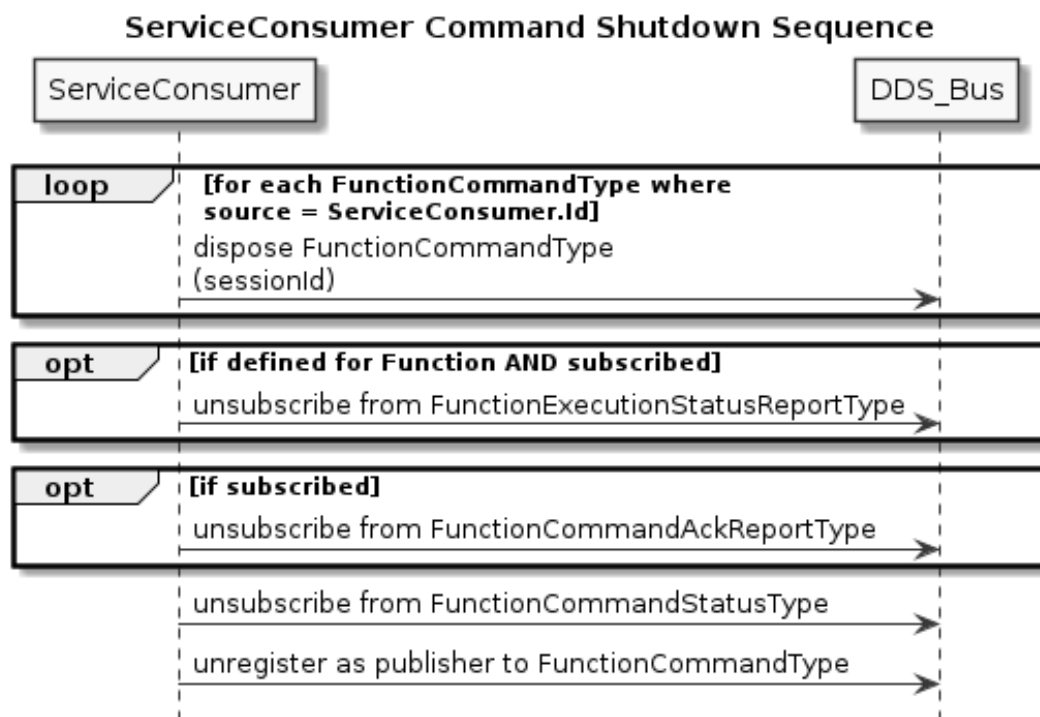 ServiceConsumer Command Shutdown Sequence
ServiceConsumer
DDS_Bus
loop
[for each FunctionCommandType where
source = ServiceConsumer.Id]
dispose FunctionCommandType
(sessionId)
opt
[if defined for Function AND subscribed]
unsubscribe from FunctionExecutionStatusReportType
opt
[if subscribed]
unsubscribe from FunctionCommandAckReportType
unsubscribe from FunctionCommandStatusType
unregister as publisher to FunctionCommandType